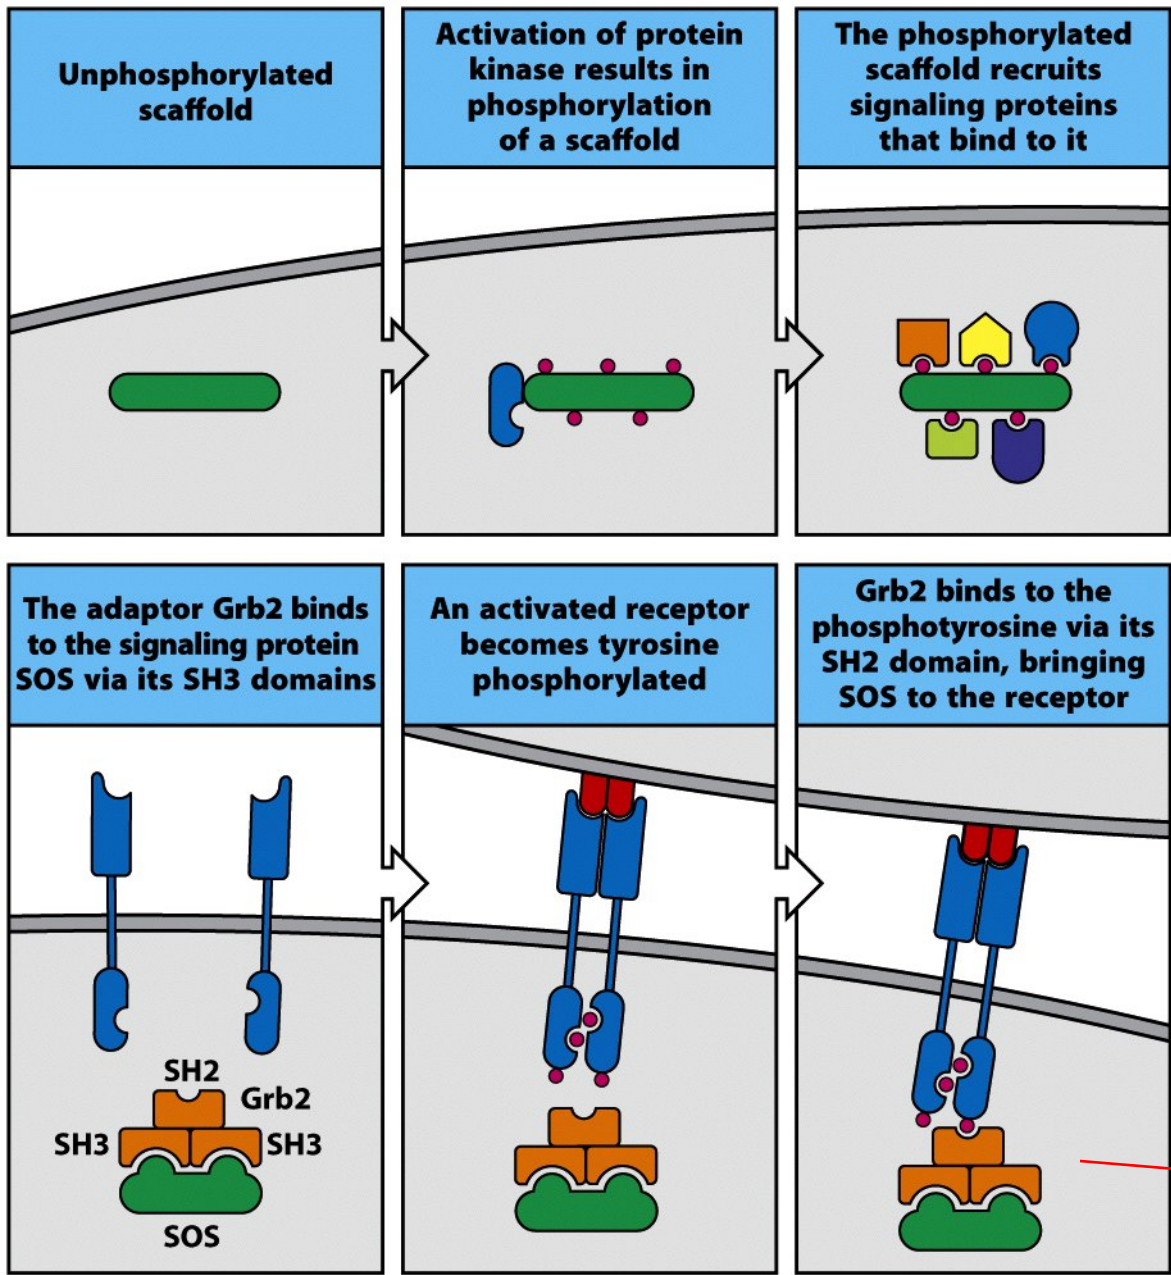 Unphosphorylated
scaffold
Activation of protein
kinase results in
phosphorylation
of a scaffold
The phosphorylated
scaffold recruits
signaling proteins
that bind to it
The adaptor Grb2 binds
to the signaling protein
SOS via its SH3 domains
An activated receptor
becomes tyrosine
phosphorylated
Grb2 binds to the
phosphotyrosine via its
SH2 domain, bringing
SOS to the receptor
SH2
Grb2
SH3
SH3
SOS